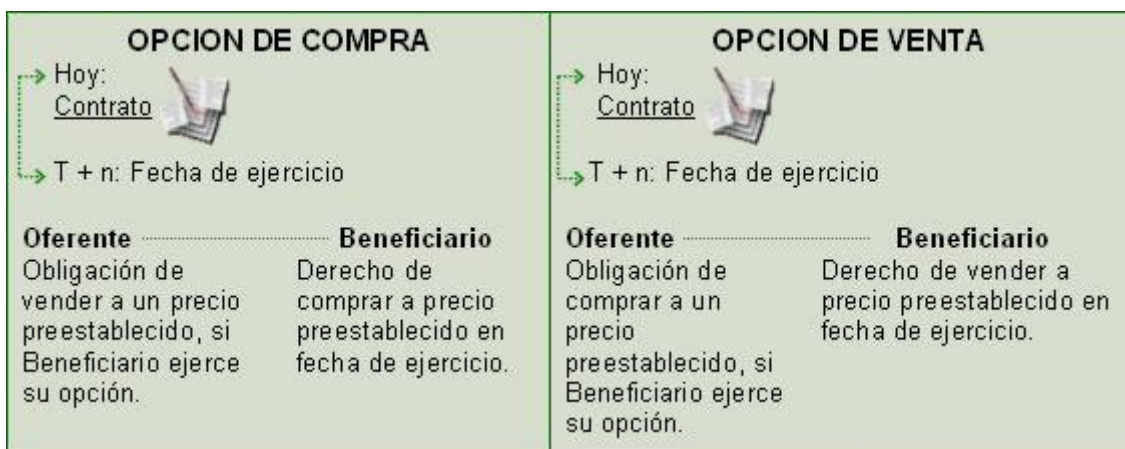 OPCION DE COMPRA
Hoy:
Contrato
T + n: Fecha de ejercicio
Oferente
Beneficiario
Obligación de
vender a un precio
preestablecido, si
Beneficiario ejerce
su opción.
Derecho de
comprar a precio
preestablecido en
fecha de ejercicio.
OPCION DE VENTA
Hoy:
Contrato
T + n: Fecha de ejercicio
Oferente
Beneficiario
Obligación de
comprar a un
precio
preestablecido, si
Beneficiario ejerce
su opción.
Derecho de vender a
precio preestablecido en
fecha de ejercicio.